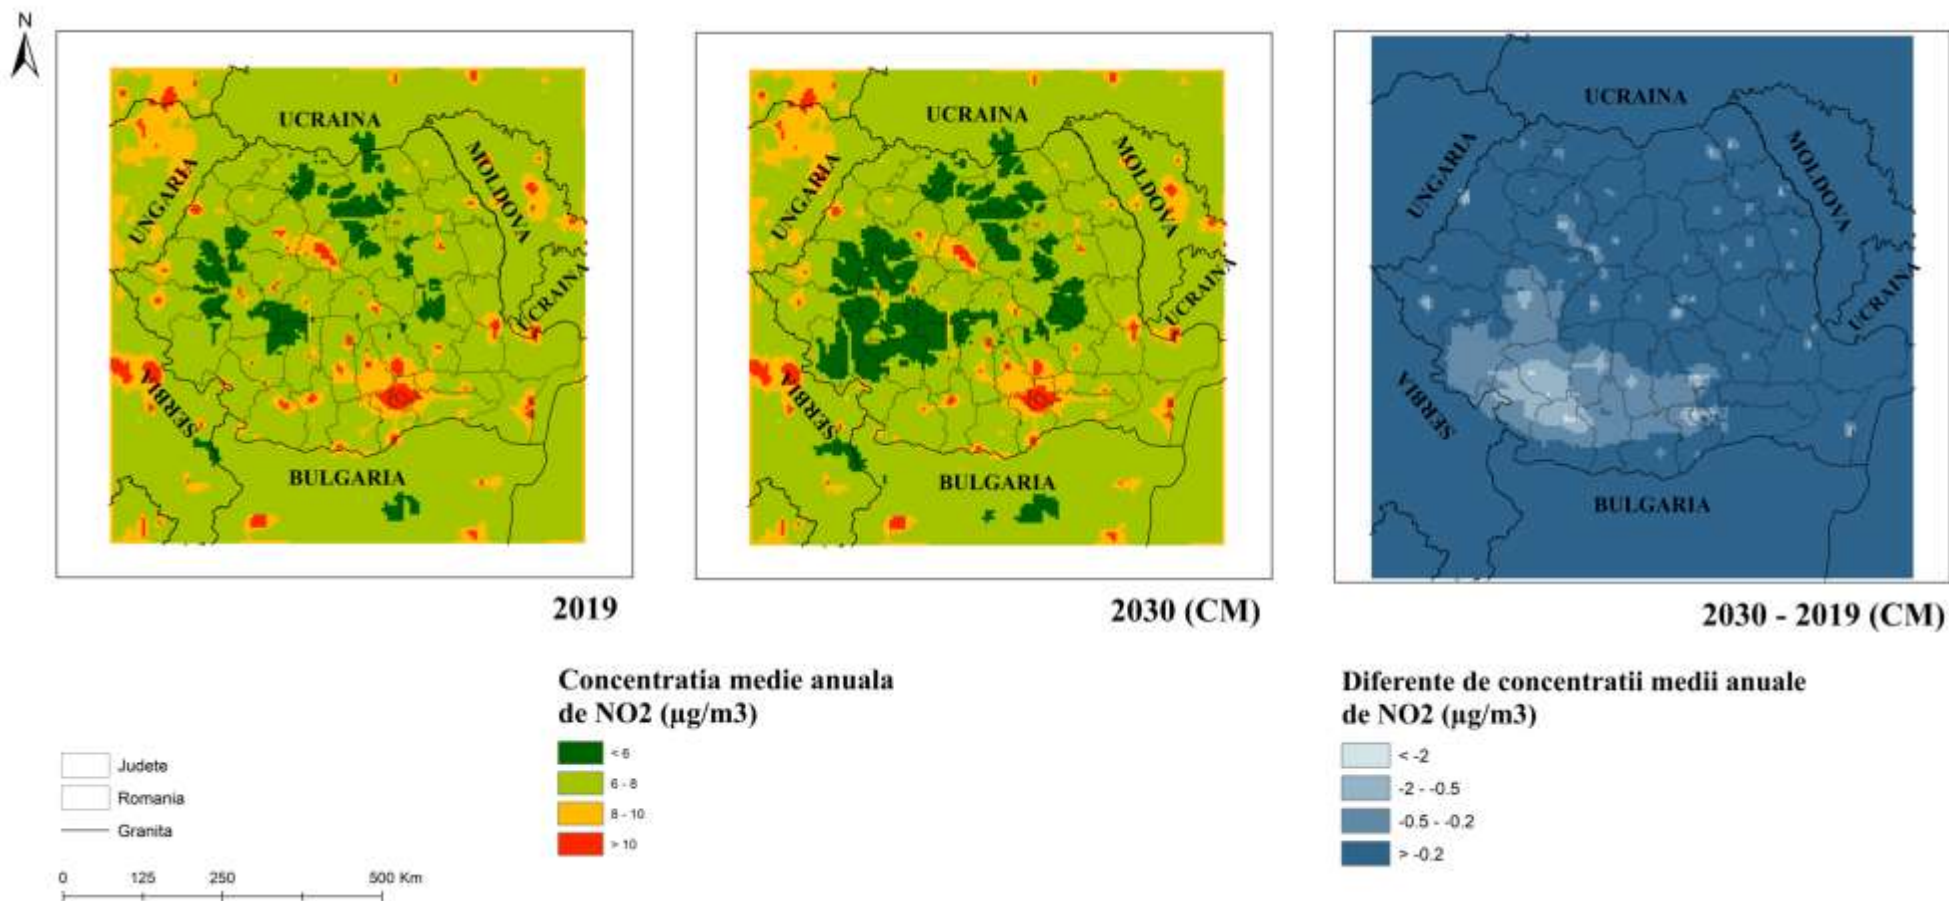 N
UCRAINA
UNGARIA
MOLDOVA
UCRAINA
SERBIA
BULGARIA
2019
UCRAINA
UNGARIA
MOLDOVA
UCRAINA
SERBIA
BULGARIA
2030 (CM)
UCRAINA
UNGARIA
MOLDOVA
UCRAINA
SERBIA
BULGARIA
2030 - 2019 (CM)
Judete
Romania
Granita
0 125 250 500 Km
Concentratia medie anuala
de NO2 (µg/m3)
< 6
6 - 8
8 - 10
> 10
Diferente de concentratii medii anuale
de NO2 (µg/m3)
< -2
-2 - -0.5
-0.5 - -0.2
> -0.2